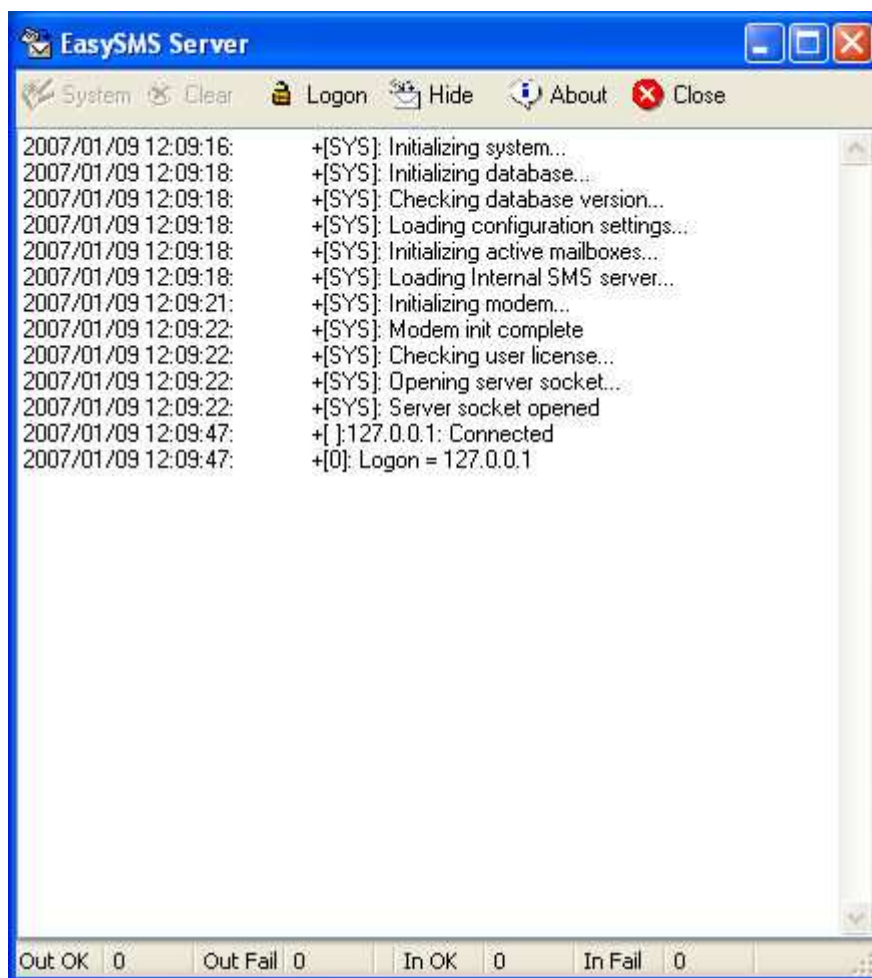 EasySMS Server
System Clear Logon Hide About Close
2007/01/09 12:09:16: +[SYS]: Initializing system...
2007/01/09 12:09:18: +[SYS]: Initializing database...
2007/01/09 12:09:18: +[SYS]: Checking database version...
2007/01/09 12:09:18: +[SYS]: Loading configuration settings...
2007/01/09 12:09:18: +[SYS]: Initializing active mailboxes...
2007/01/09 12:09:18: +[SYS]: Loading Internal SMS server...
2007/01/09 12:09:21: +[SYS]: Initializing modem...
2007/01/09 12:09:22: +[SYS]: Modem init complete
2007/01/09 12:09:22: +[SYS]: Checking user license...
2007/01/09 12:09:22: +[SYS]: Opening server socket...
2007/01/09 12:09:22: +[SYS]: Server socket opened
2007/01/09 12:09:47: +[ ]:127.0.0.1: Connected
2007/01/09 12:09:47: +[0]: Logon = 127.0.0.1
Out OK 0 Out Fail 0 In OK 0 In Fail 0